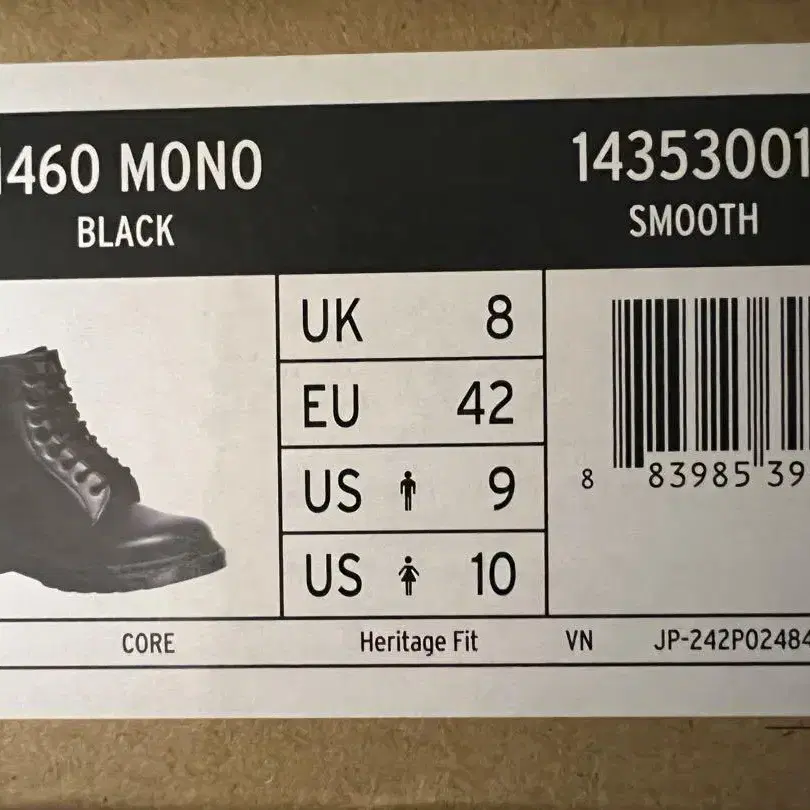 1460 MONO
BLACK
14353001
SMOOTH
UK 8
EU 42
US 9
US 10
8 83985 39
CORE
Heritage Fit
VN
JP-242P02484